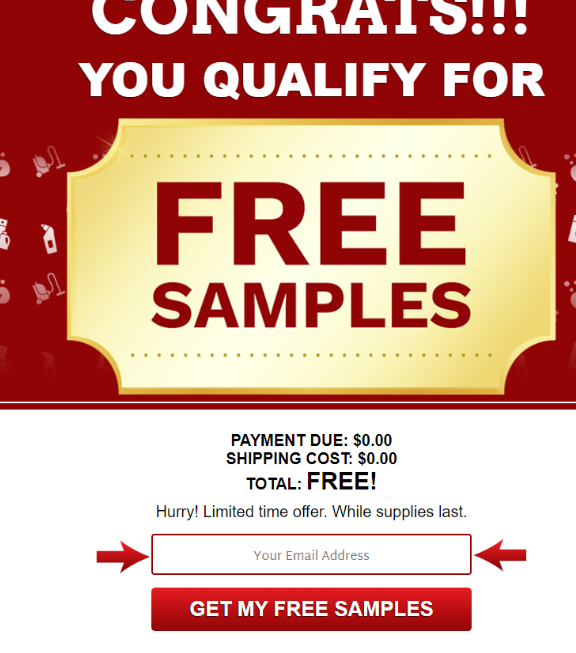 CONGRATS!!!
YOU QUALIFY FOR
FREE
SAMPLES
PAYMENT DUE: $0.00
SHIPPING COST: $0.00
TOTAL: FREE!
Hurry! Limited time offer. While supplies last.
Your Email Address
GET MY FREE SAMPLES